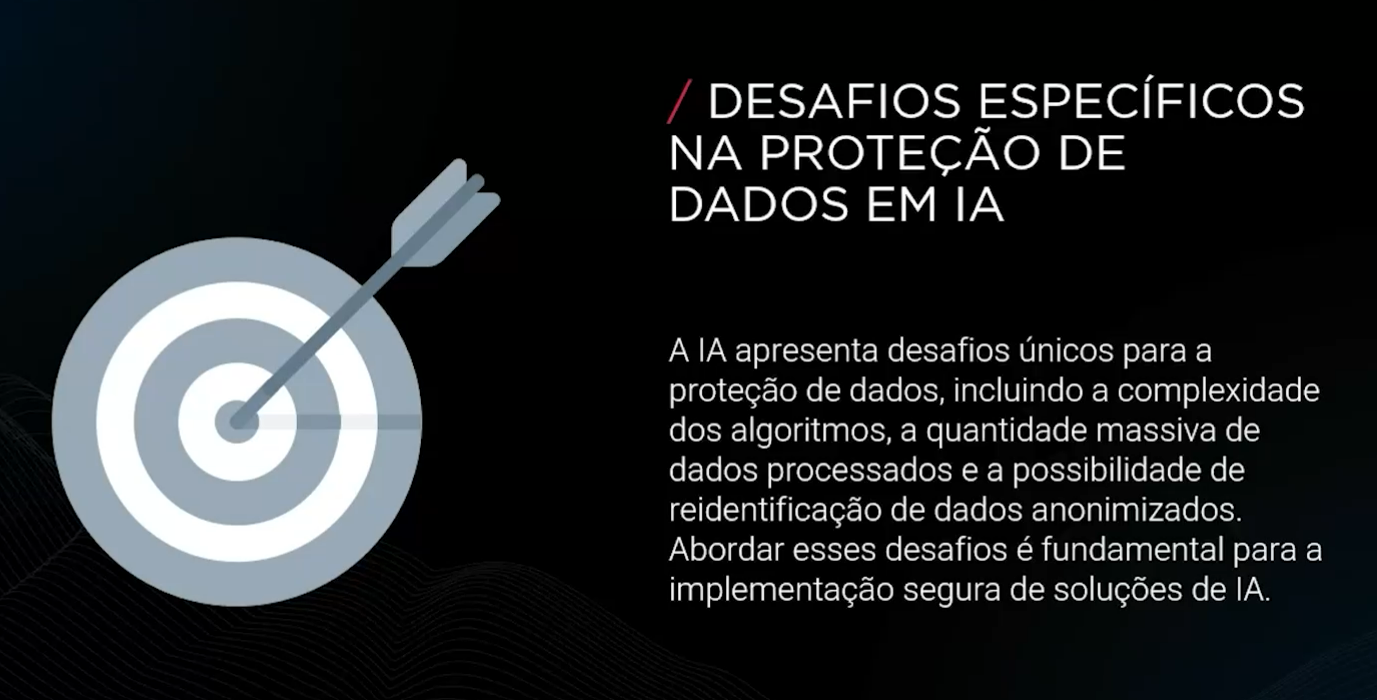 / DESAFIOS ESPECÍFICOS
NA PROTEÇÃO DE
DADOS EM IA
A IA apresenta desafios únicos para a
proteção de dados, incluindo a complexidade
dos algoritmos, a quantidade massiva de
dados processados e a possibilidade de
reidentificação de dados anonimizados.
Abordar esses desafios é fundamental para a
implementação segura de soluções de IA.